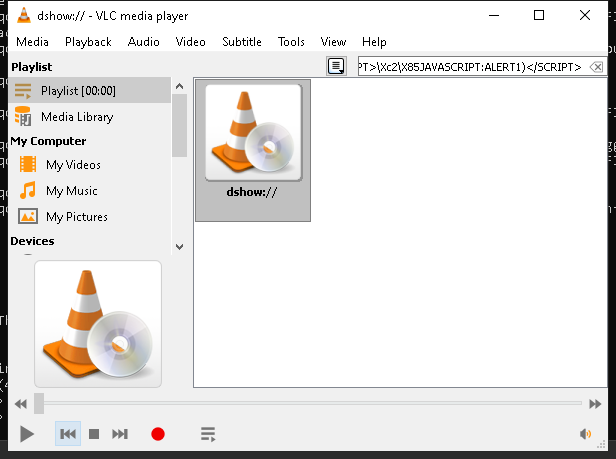 dshow:// - VLC media player
Media Playback Audio Video Subtitle Tools View Help
Playlist
PT>\Xc2\X85JAVASCRIPT:ALERT1)</SCRIPT>
Playlist [00:00]
Media Library
My Computer
My Videos
My Music
My Pictures
Devices
dshow://